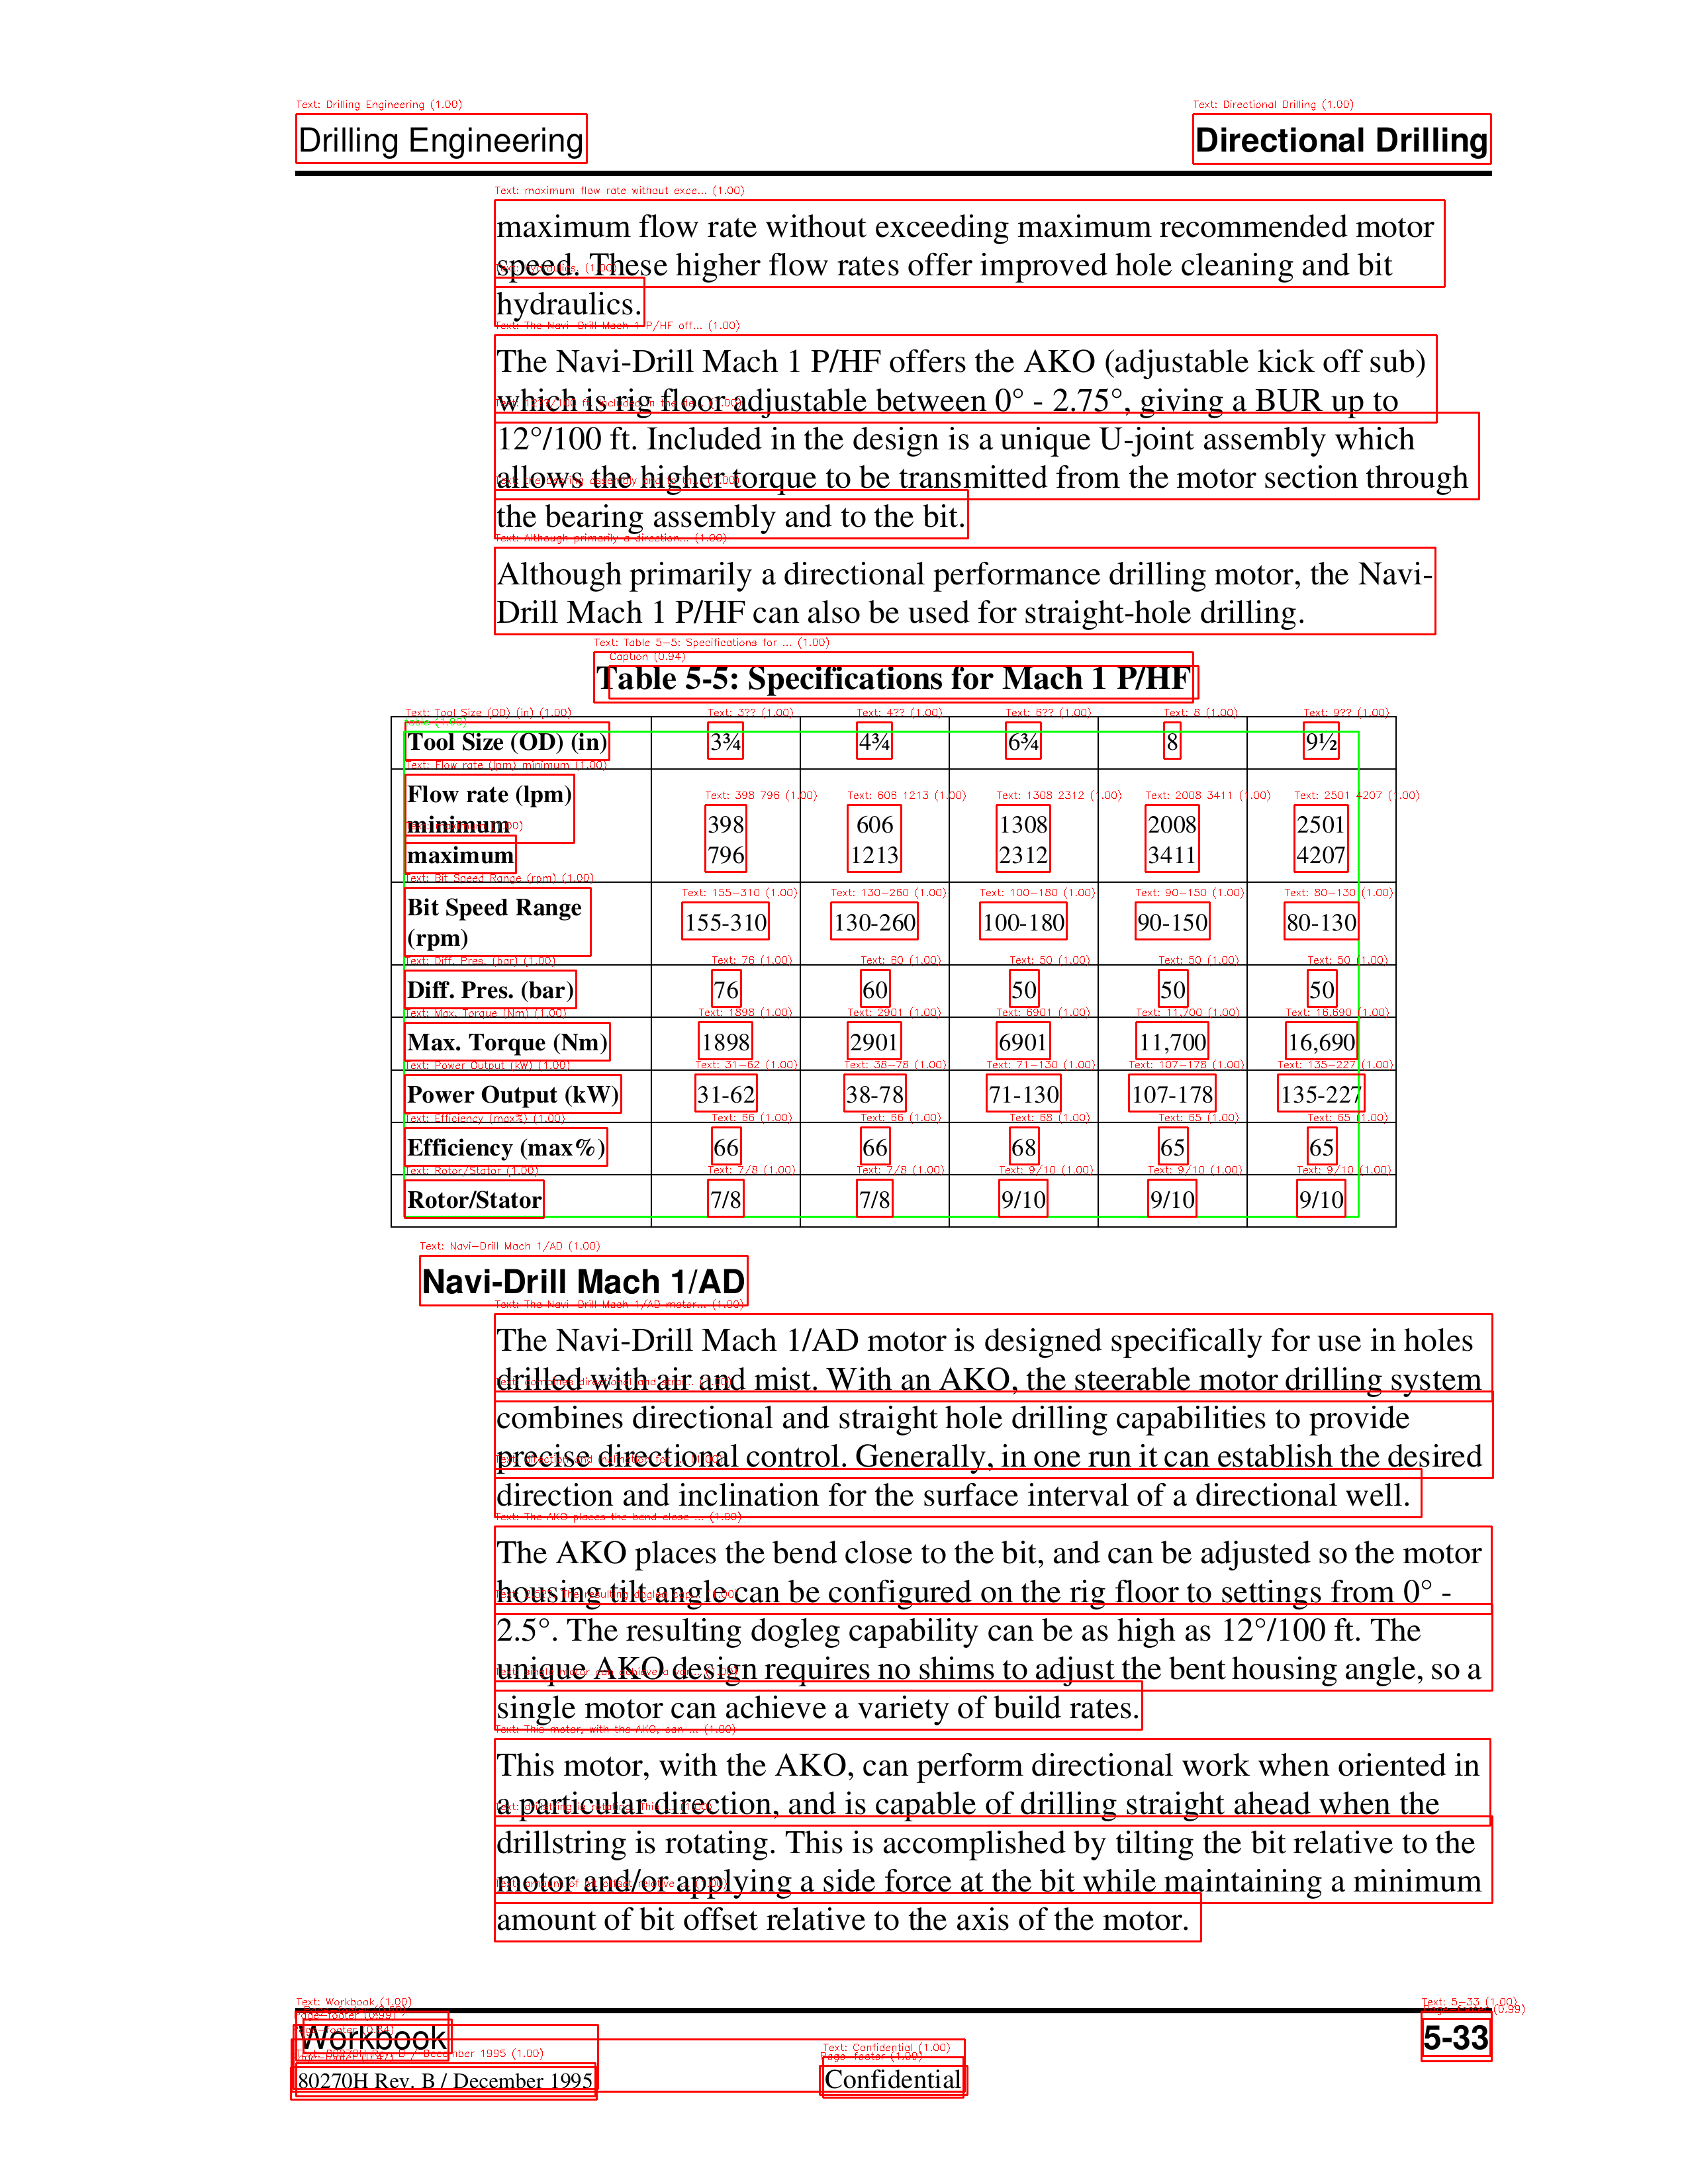 Drilling Engineering Directional Drilling
maximum flow rate without exceeding maximum recommended motor
speed. These higher flow rates offer improved hole cleaning and bit
hydraulics.
The Navi-Drill Mach 1 P/HF offers the AKO (adjustable kick off sub)
which is rig floor adjustable between 0° - 2.75°, giving a BUR up to
12°/100 ft. Included in the design is a unique U-joint assembly which
allows the higher torque to be transmitted from the motor section through
the bearing assembly and to the bit.
Although primarily a directional performance drilling motor, the Navi-
Drill Mach 1 P/HF can also be used for straight-hole drilling.
Table 5-5: Specifications for Mach 1 P/HF
Tool Size (OD) (in) 3¾ 4¾ 6¾ 8 9½
Flow rate (lpm)
minimum 398 606 1308 2008 2501
maximum 796 1213 2312 3411 4207
Bit Speed Range
(rpm) 155-310 130-260 100-180 90-150 80-130
Diff. Pres. (bar) 76 60 50 50 50
Max. Torque (Nm) 1898 2901 6901 11,700 16,690
Power Output (kW) 31-62 38-78 71-130 107-178 135-227
Efficiency (max%) 66 66 68 65 65
Rotor/Stator 7/8 7/8 9/10 9/10 9/10
Navi-Drill Mach 1/AD
The Navi-Drill Mach 1/AD motor is designed specifically for use in holes
drilled with air and mist. With an AKO, the steerable motor drilling system
combines directional and straight hole drilling capabilities to provide
precise directional control. Generally, in one run it can establish the desired
direction and inclination for the surface interval of a directional well.
The AKO places the bend close to the bit, and can be adjusted so the motor
housing tilt angle can be configured on the rig floor to settings from 0° -
2.5°. The resulting dogleg capability can be as high as 12°/100 ft. The
unique AKO design requires no shims to adjust the bent housing angle, so a
single motor can achieve a variety of build rates.
This motor, with the AKO, can perform directional work when oriented in
a particular direction, and is capable of drilling straight ahead when the
drillstring is rotating. This is accomplished by tilting the bit relative to the
motor and/or applying a side force at the bit while maintaining a minimum
amount of bit offset relative to the axis of the motor.
Workbook 5-33
80270H Rev. B / December 1995 Confidential